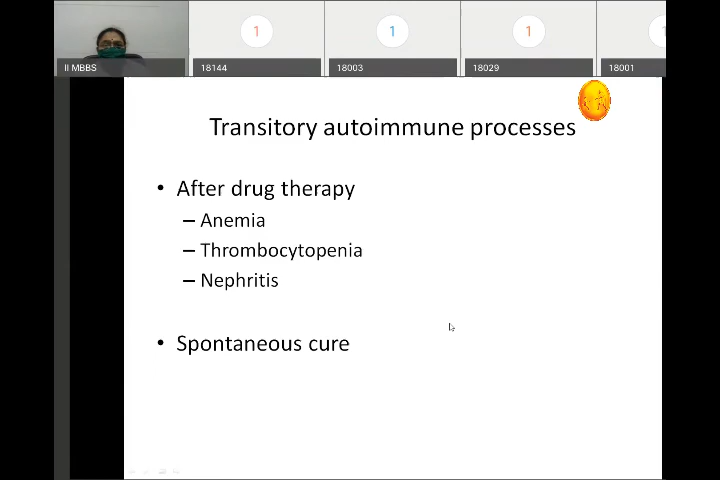 1
1
1
1
II MBBS
18144
18003
18029
18001
Transitory autoimmune processes
• After drug therapy
– Anemia
– Thrombocytopenia
– Nephritis
• Spontaneous cure